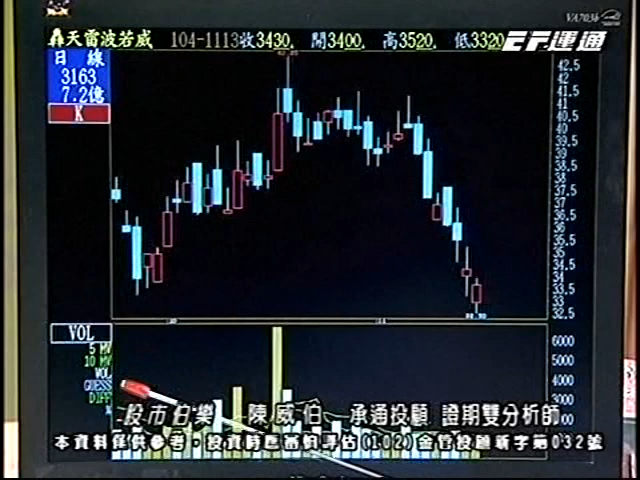 轟天雷波若威 104-1113收3430 開3400 高3520 低3320
運通
日 線
3163
7.2億
K
42.5
42
41.5
41
40.5
40
39.5
39
38.5
38
37.5
37
36.5
36
35.5
35
34.5
34
33.5
33
32.5
VOL
5 MV
10 MV
VOL
GUESS
DIFF
6000
5000
4000
3000
股市伯樂 陳威伯 承通投顧 證期雙分析師
本資料僅供參考，投資時應審慎評估(102)金管投顧新字第032號